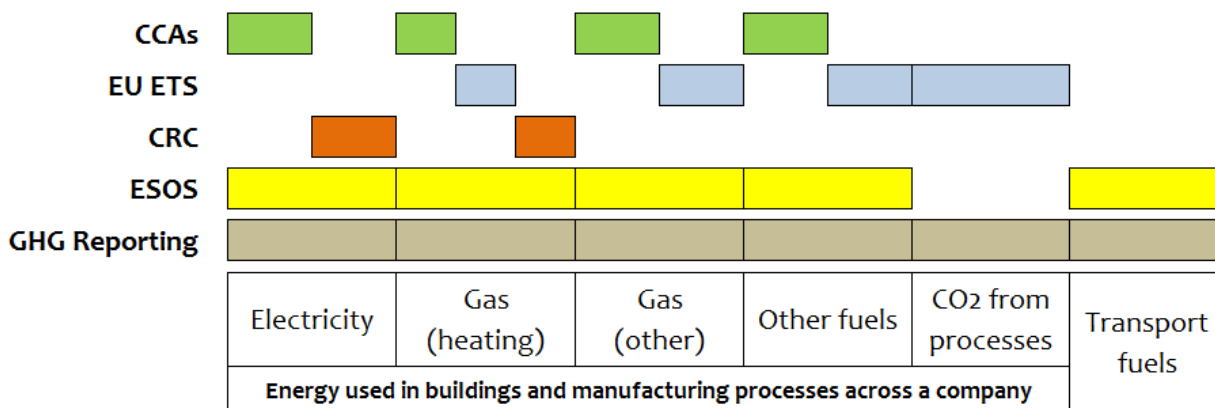 CCAs
EU ETS
CRC
ESOS
GHG Reporting
Electricity
Gas
(heating)
Gas
(other)
Other fuels
CO2 from
processes
Transport
fuels
Energy used in buildings and manufacturing processes across a company